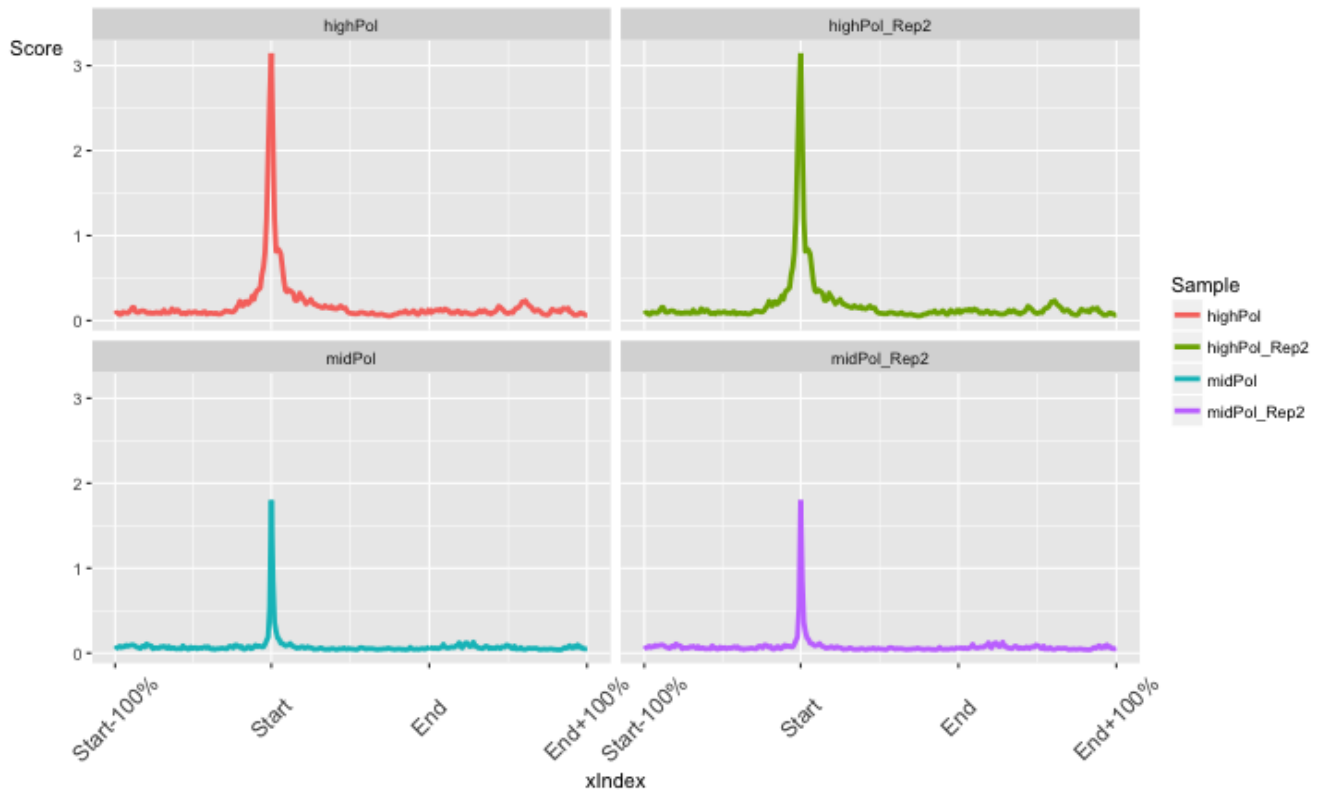 highPol
highPol_Rep2
Score
3
2
1
0
midPol
midPol_Rep2
3
2
1
0
Start-100%
Start
End
End+100%
Start-100%
Start
End
End+100%
xIndex
Sample
highPol
highPol_Rep2
midPol
midPol_Rep2